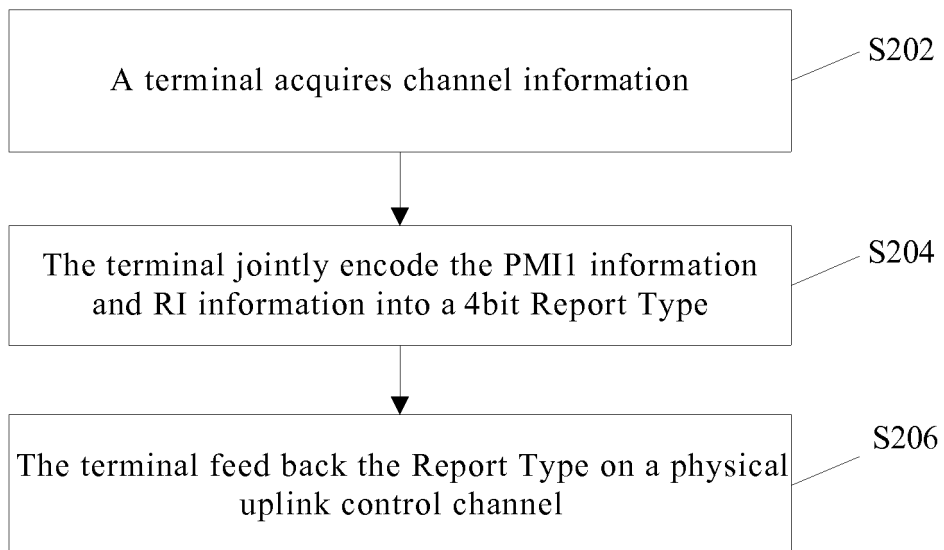 A terminal acquires channel information
S202
The terminal jointly encode the PMI1 information
and RI information into a 4bit Report Type
S204
The terminal feed back the Report Type on a physical
uplink control channel
S206